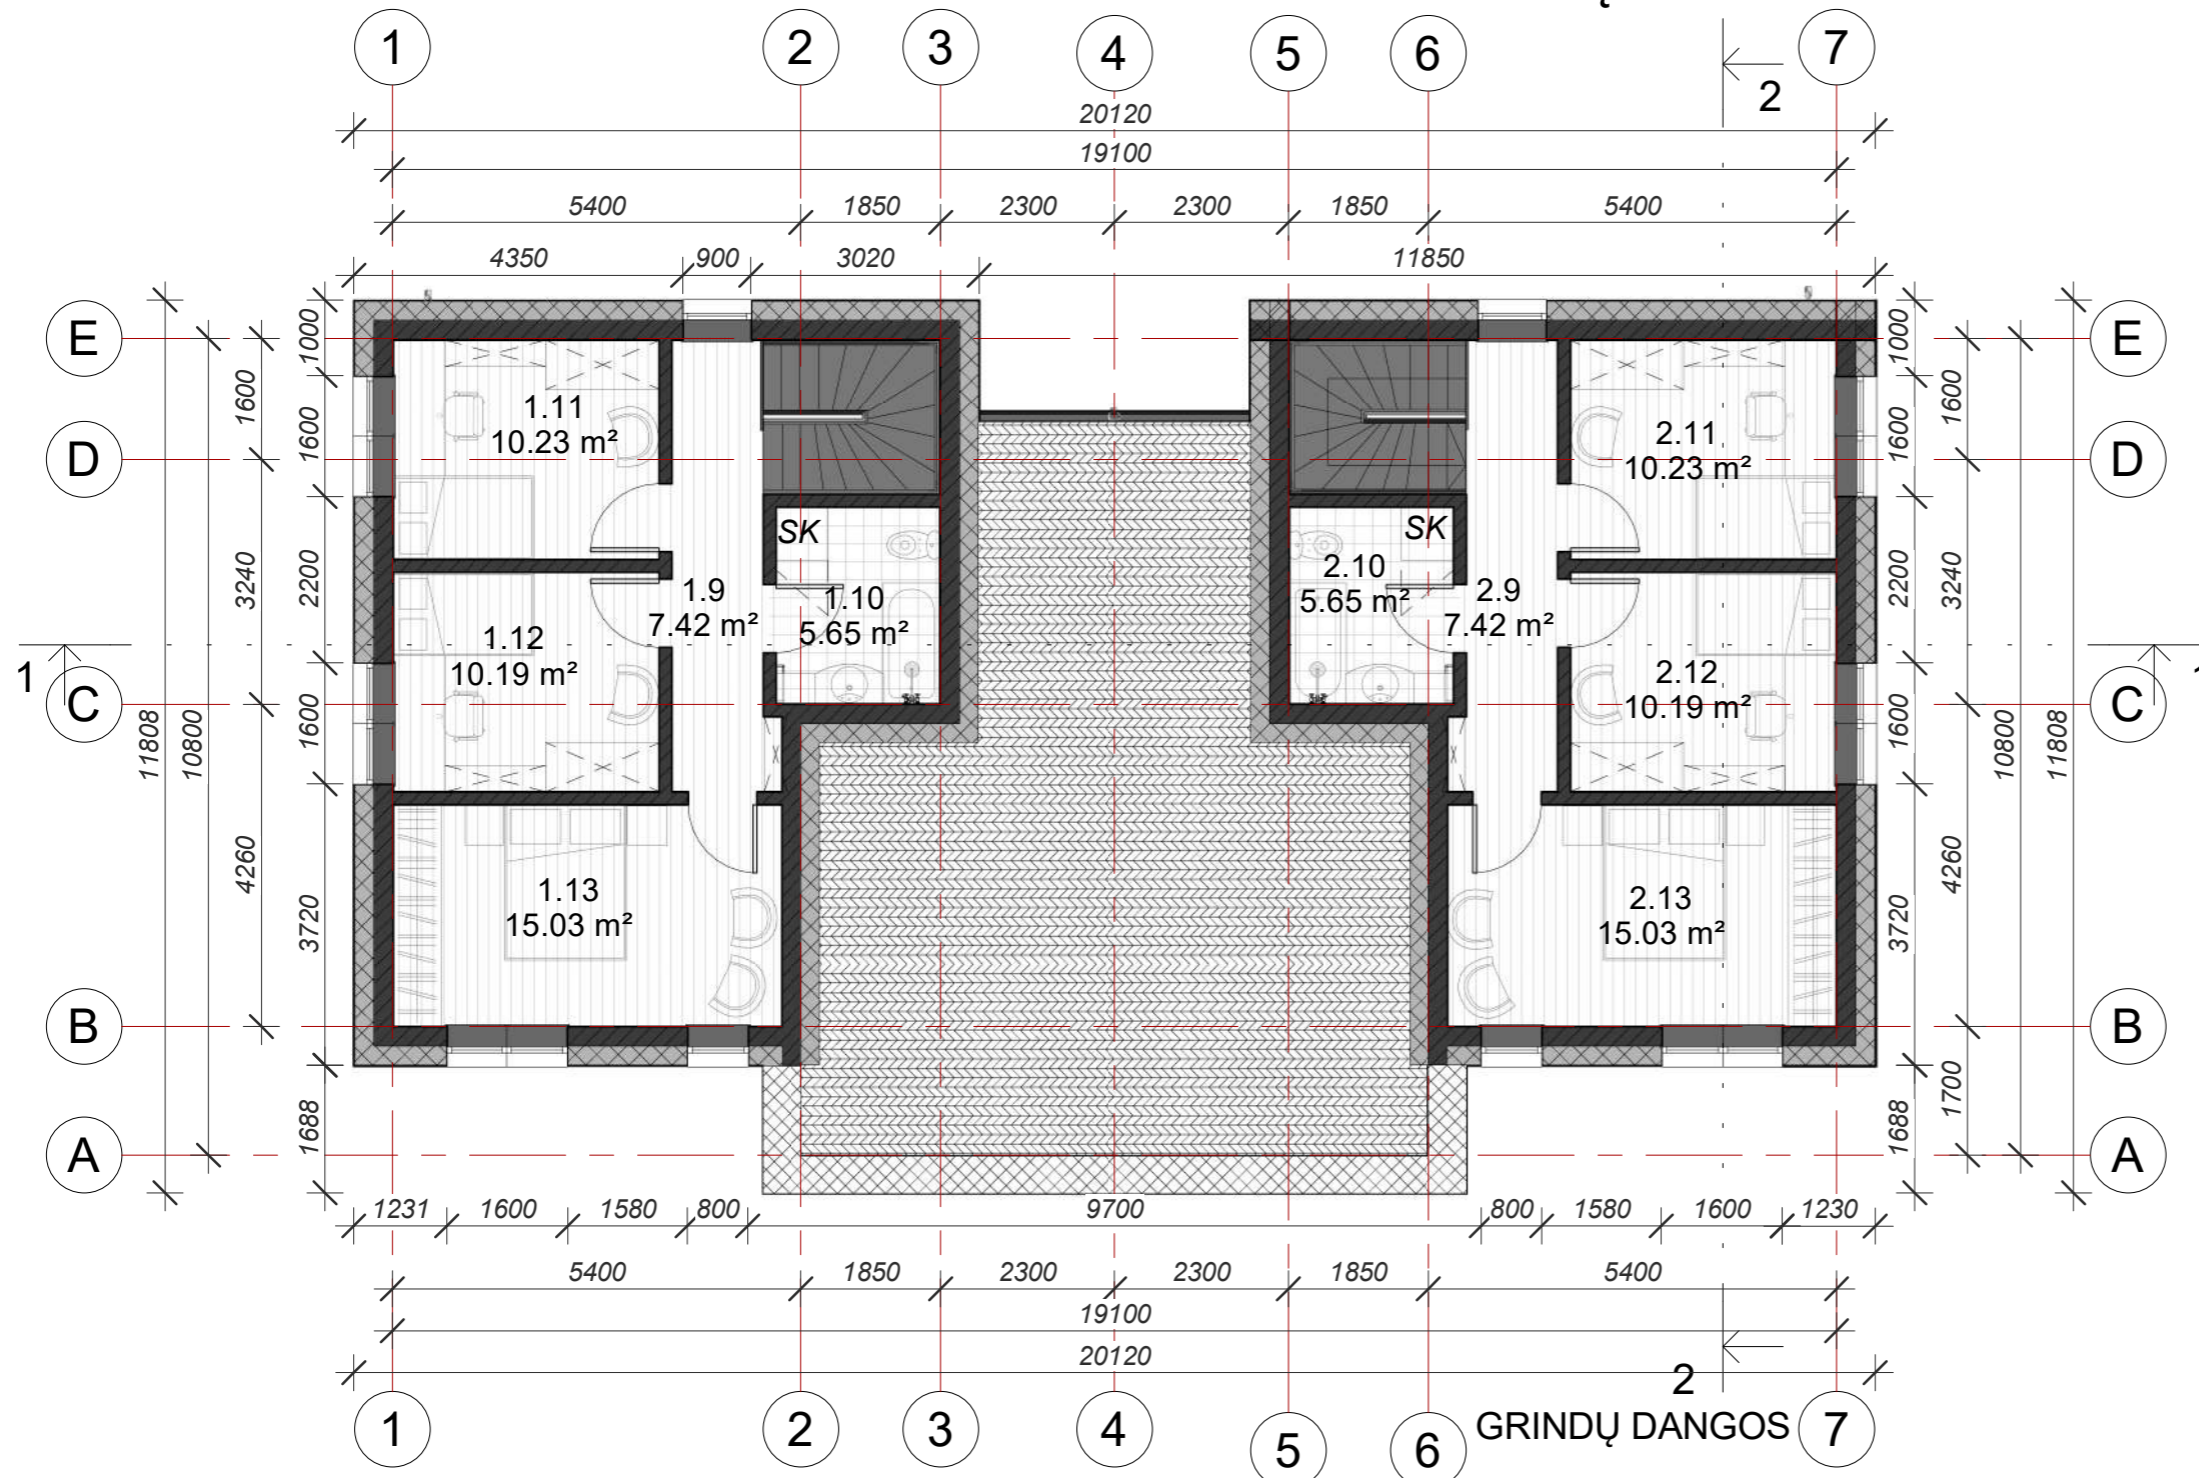 Ų
1 2 3 4 5 6 7
2
20120
19100
5400 1850 2300 2300 1850 5400
4350 900 3020 11850
E E
D D
C C
B B
A A
1000 1600 2200 1600 3720 1688
1600 3240 4260
10800
11808
1000 1600 2200 1600 3720 1688
1600 3240 4260 1700
10800
11808
1.11
10.23 m²
2.11
10.23 m²
SK
SK
1.9
7.42 m²
1.10
5.65 m²
2.10
5.65 m²
2.9
7.42 m²
1.12
10.19 m²
2.12
10.19 m²
1
1
1.13
15.03 m²
2.13
15.03 m²
1231 1600 1580 800 9700 800 1580 1600 1230
5400 1850 2300 2300 1850 5400
19100
20120
2
1 2 3 4 5 6 GRINDŲ DANGOS 7